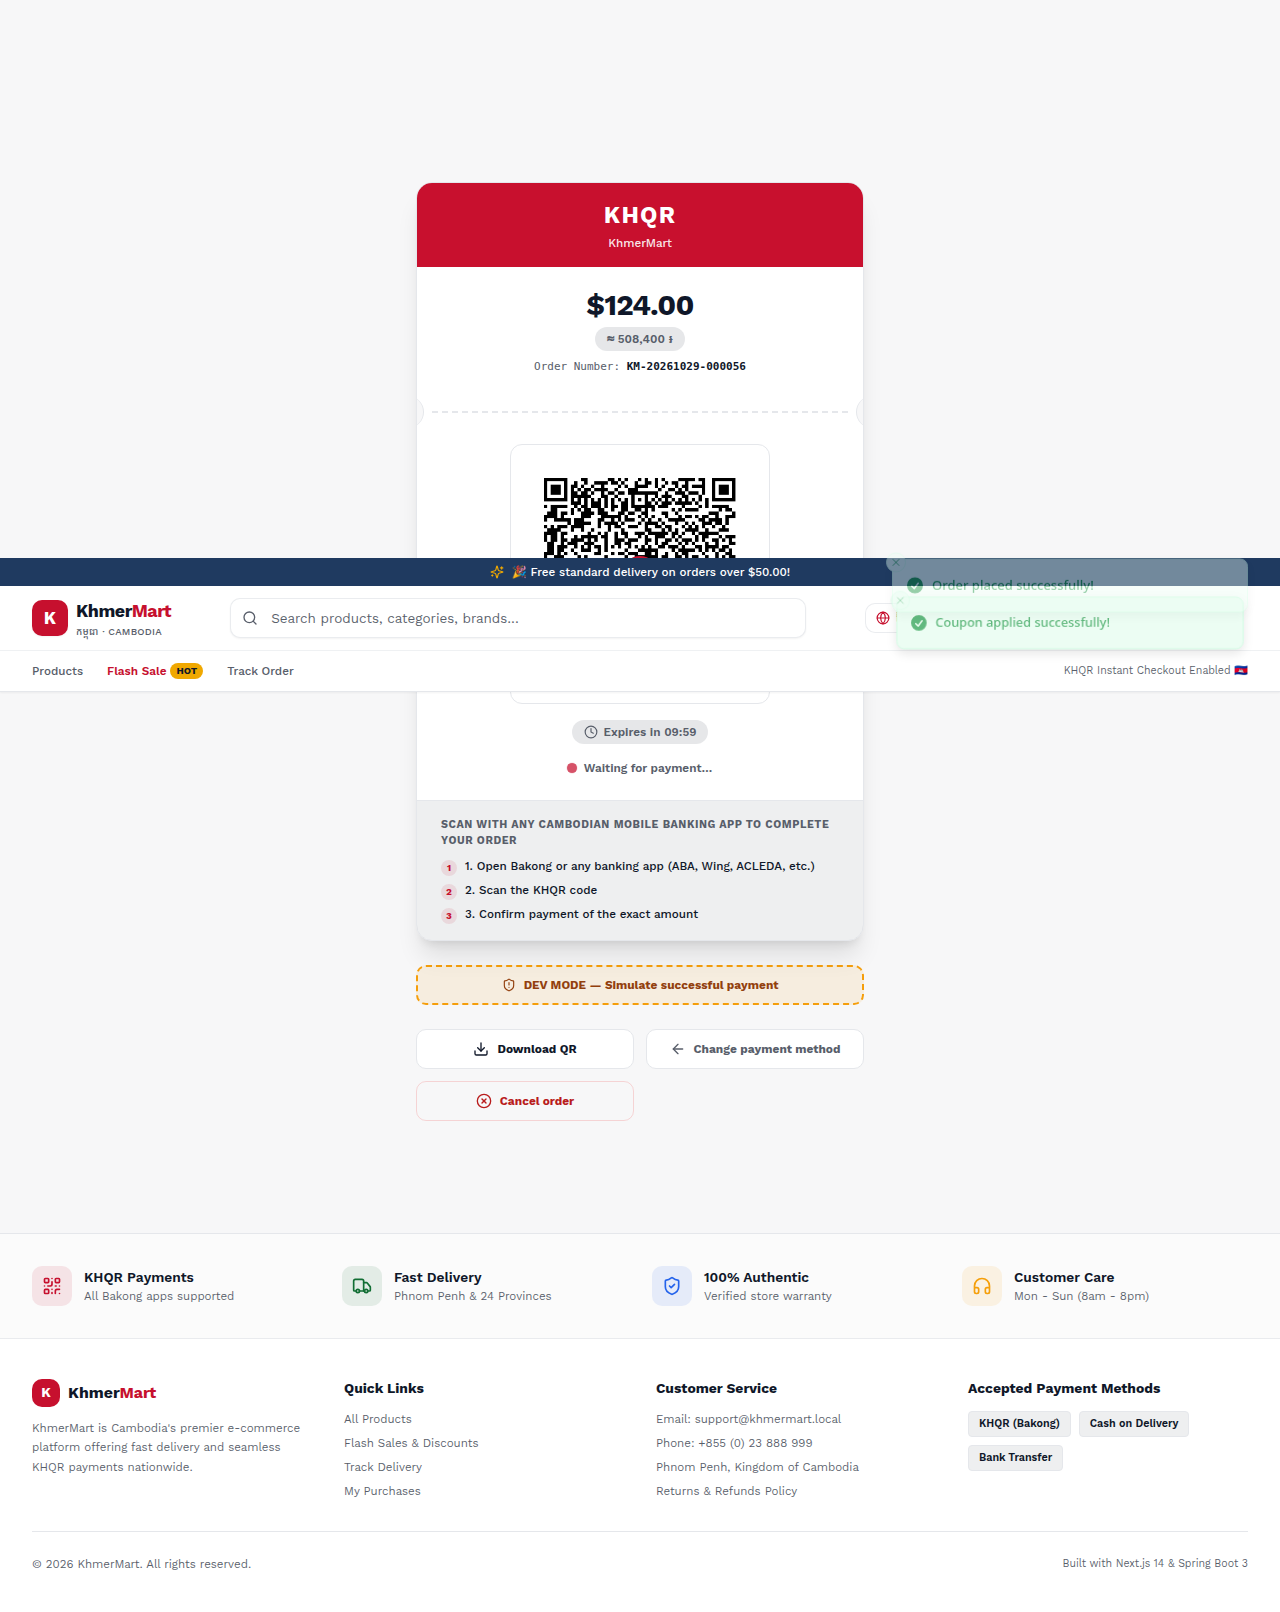 KHQR
KhmerMart
$124.00
≈ 508,400 ៛
Order Number: KM-20261029-000056
✨ 🎉 Free standard delivery on orders over $50.00!
Order placed successfully!
K KhmerMart
កម្ពុជា · CAMBODIA
Search products, categories, brands...
Coupon applied successfully!
Products
Flash Sale HOT
Track Order
KHQR Instant Checkout Enabled 🇰🇭
Expires in 09:59
Waiting for payment...
SCAN WITH ANY CAMBODIAN MOBILE BANKING APP TO COMPLETE
YOUR ORDER
1 1. Open Bakong or any banking app (ABA, Wing, ACLEDA, etc.)
2 2. Scan the KHQR code
3 3. Confirm payment of the exact amount
DEV MODE — Simulate successful payment
Download QR
Change payment method
Cancel order
KHQR Payments
All Bakong apps supported
Fast Delivery
Phnom Penh & 24 Provinces
100% Authentic
Verified store warranty
Customer Care
Mon - Sun (8am - 8pm)
K KhmerMart
KhmerMart is Cambodia's premier e-commerce
platform offering fast delivery and seamless
KHQR payments nationwide.
Quick Links
All Products
Flash Sales & Discounts
Track Delivery
My Purchases
Customer Service
Email: support@khmermart.local
Phone: +855 (0) 23 888 999
Phnom Penh, Kingdom of Cambodia
Returns & Refunds Policy
Accepted Payment Methods
KHQR (Bakong)
Cash on Delivery
Bank Transfer
© 2026 KhmerMart. All rights reserved.
Built with Next.js 14 & Spring Boot 3